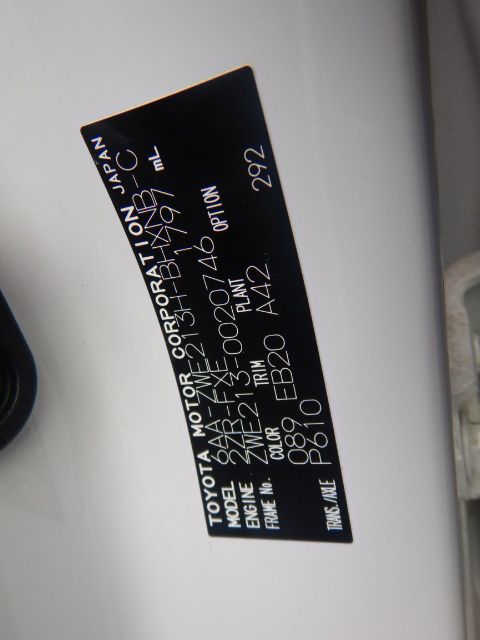 TOYOTA MOTOR CORPORATION JAPAN
MODEL 6AA-ZWE213H-BHXNB-C
ENGINE 2ZR-FXE 1797 mL
FRAME No. ZWE213-0020746
COLOR TRIM PLANT OPTION
089 EB20 A42 292
TRANS./AXLE P610